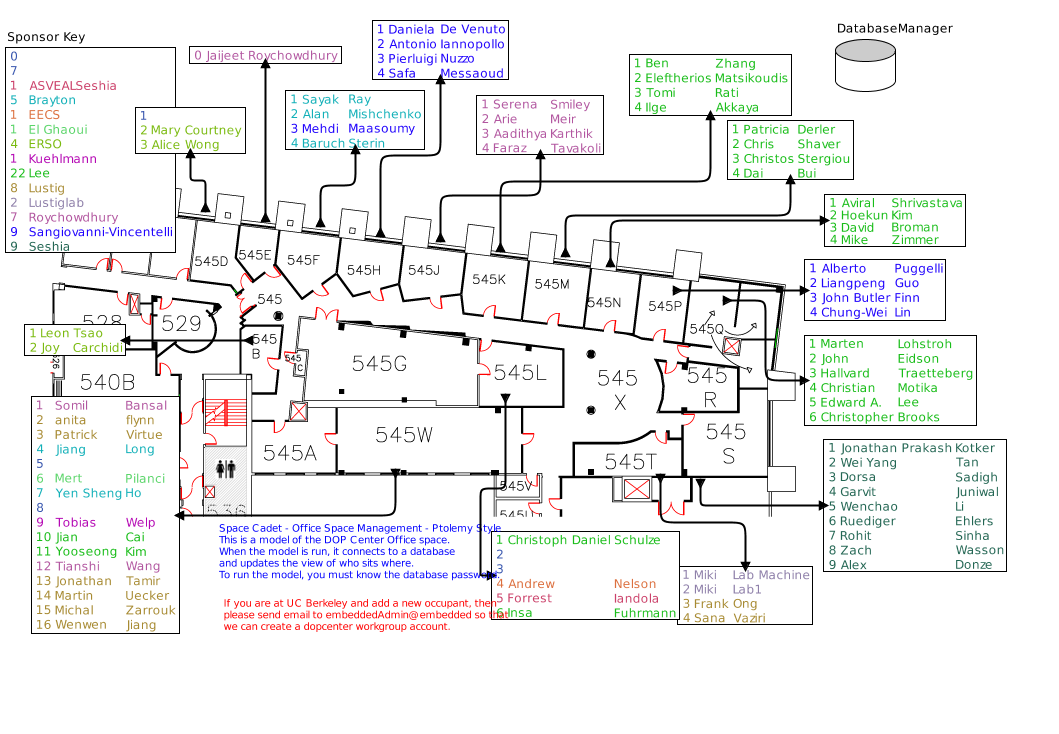 Sponsor Key
0
7
1 ASVEALSeshia
5 Brayton
1 EECS
1 El Ghaoui
4 ERSO
1 Kuehlmann
22 Lee
8 Lustig
2 Lustiglab
7 Roychowdhury
9 Sangiovanni-Vincentelli
9 Seshia
1
2 Mary Courtney
3 Alice Wong
0 Jaijeet Roychowdhury
1 Sayak Ray
2 Alan Mishchenko
3 Mehdi Maasoumy
4 Baruch Sterin
1 Daniela De Venuto
2 Antonio Iannopollo
3 Pierluigi Nuzzo
4 Safa Messaoud
1 Serena Smiley
2 Arie Meir
3 Aadithya Karthik
4 Faraz Tavakoli
1 Ben Zhang
2 Eleftherios Matsikoudis
3 Tomi Rati
4 Ilge Akkaya
DatabaseManager
1 Patricia Derler
2 Chris Shaver
3 Christos Stergiou
4 Dai Bui
1 Aviral Shrivastava
2 Hoekun Kim
3 David Broman
4 Mike Zimmer
1 Alberto Puggelli
2 Liangpeng Guo
3 John Butler Finn
4 Chung-Wei Lin
1 Marten Lohstroh
2 John Eidson
3 Hallvard Traetteberg
4 Christian Motika
5 Edward A. Lee
6 Christopher Brooks
1 Jonathan Prakash Kotker
2 Wei Yang Tan
3 Dorsa Sadigh
4 Garvit Juniwal
5 Wenchao Li
6 Ruediger Ehlers
7 Rohit Sinha
8 Zach Wasson
9 Alex Donze
545D
545E
545F
545H
545J
545K
545M
545N
545P
545Q
545
528
529
545
B
545
C
545G
545L
545
X
545
R
1 Leon Tsao
2 Joy Carchidi
540B
545A
545W
545T
545
S
545V
545U
536
1 Somil Bansal
2 anita flynn
3 Patrick Virtue
4 Jiang Long
5
6 Mert Pilanci
7 Yen Sheng Ho
8
9 Tobias Welp
10 Jian Cai
11 Yooseong Kim
12 Tianshi Wang
13 Jonathan Tamir
14 Martin Uecker
15 Michal Zarrouk
16 Wenwen Jiang
Space Cadet - Office Space Management - Ptolemy Style
This is a model of the DOP Center Office space.
When the model is run, it connects to a database
and updates the view of who sits where.
To run the model, you must know the database password.
If you are at UC Berkeley and add a new occupant, then
please send email to embeddedAdmin@embedded so that
we can create a dopcenter workgroup account.
1 Christoph Daniel Schulze
2
3
4 Andrew Nelson
5 Forrest Iandola
6 Insa Fuhrmann
1 Miki Lab Machine
2 Miki Lab1
3 Frank Ong
4 Sana Vaziri